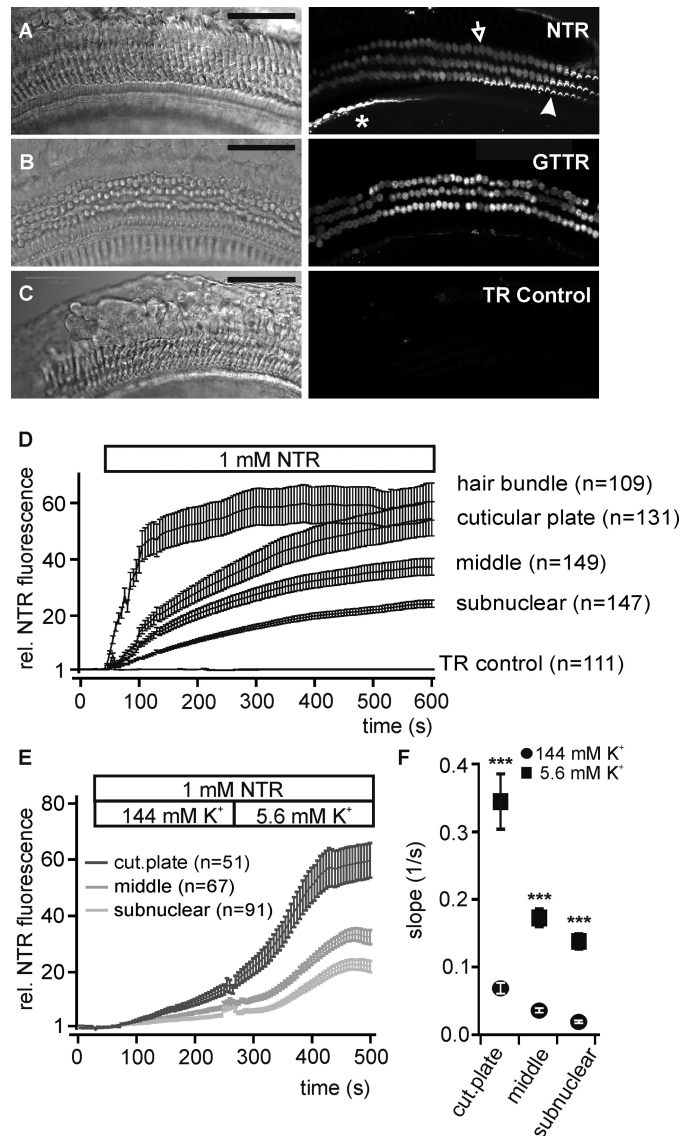 A
NTR
*
B
GTTR
C
TR Control
D
1 mM NTR
rel. NTR fluorescence
60
40
20
1
hair bundle (n=109)
cuticular plate (n=131)
middle (n=149)
subnuclear (n=147)
TR control (n=111)
0 100 200 300 400 500 600
time (s)
E
1 mM NTR
144 mM K⁺ 5.6 mM K⁺
rel. NTR fluorescence
80
60
40
20
1
cut.plate (n=51)
middle (n=67)
subnuclear (n=91)
0 100 200 300 400 500
time (s)
F
144 mM K⁺
5.6 mM K⁺
slope (1/s)
0.4
0.3
0.2
0.1
0.0
***
***
***
cut.plate
middle
subnuclear